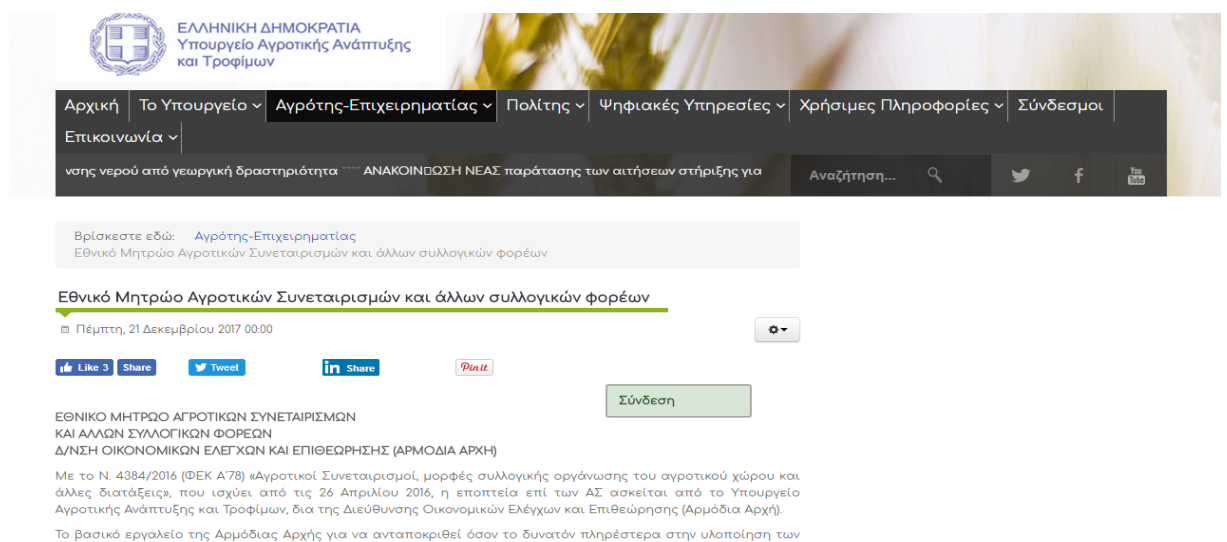 ΕΛΛΗΝΙΚΗ ΔΗΜΟΚΡΑΤΙΑ
Υπουργείο Αγροτικής Ανάπτυξης
και Τροφίμων
Αρχική Το Υπουργείο Αγρότης-Επιχειρηματίας Πολίτης Ψηφιακές Υπηρεσίες Χρήσιμες Πληροφορίες Σύνδεσμοι
Επικοινωνία
νσης νερού από γεωργική δραστηριότητα **** ΑΝΑΚΟΙΝ▯ΩΣΗ ΝΕΑΣ παράτασης των αιτήσεων στήριξης για Αναζήτηση... You Tube
Βρίσκεστε εδώ: Αγρότης-Επιχειρηματίας
Εθνικό Μητρώο Αγροτικών Συνεταιρισμών και άλλων συλλογικών φορέων
Εθνικό Μητρώο Αγροτικών Συνεταιρισμών και άλλων συλλογικών φορέων
Πέμπτη, 21 Δεκεμβρίου 2017 00:00
Like 3 Share Tweet in Share Pin it
Σύνδεση
ΕΘΝΙΚΟ ΜΗΤΡΩΟ ΑΓΡΟΤΙΚΩΝ ΣΥΝΕΤΑΙΡΙΣΜΩΝ
ΚΑΙ ΑΛΛΩΝ ΣΥΛΛΟΓΙΚΩΝ ΦΟΡΕΩΝ
Δ/ΝΣΗ ΟΙΚΟΝΟΜΙΚΩΝ ΕΛΕΓΧΩΝ ΚΑΙ ΕΠΙΘΕΩΡΗΣΗΣ (ΑΡΜΟΔΙΑ ΑΡΧΗ)
Με το Ν. 4384/2016 (ΦΕΚ Α΄78) «Αγροτικοί Συνεταιρισμοί, μορφές συλλογικής οργάνωσης του αγροτικού χώρου και
άλλες διατάξεις», που ισχύει από τις 26 Απριλίου 2016, η εποπτεία επί των ΑΣ ασκείται από το Υπουργείο
Αγροτικής Ανάπτυξης και Τροφίμων, δια της Διεύθυνσης Οικονομικών Ελέγχων και Επιθεώρησης (Αρμόδια Αρχή).
Το βασικό εργαλείο της Αρμόδιας Αρχής για να ανταποκριθεί όσον το δυνατόν πληρέστερα στην υλοποίηση των